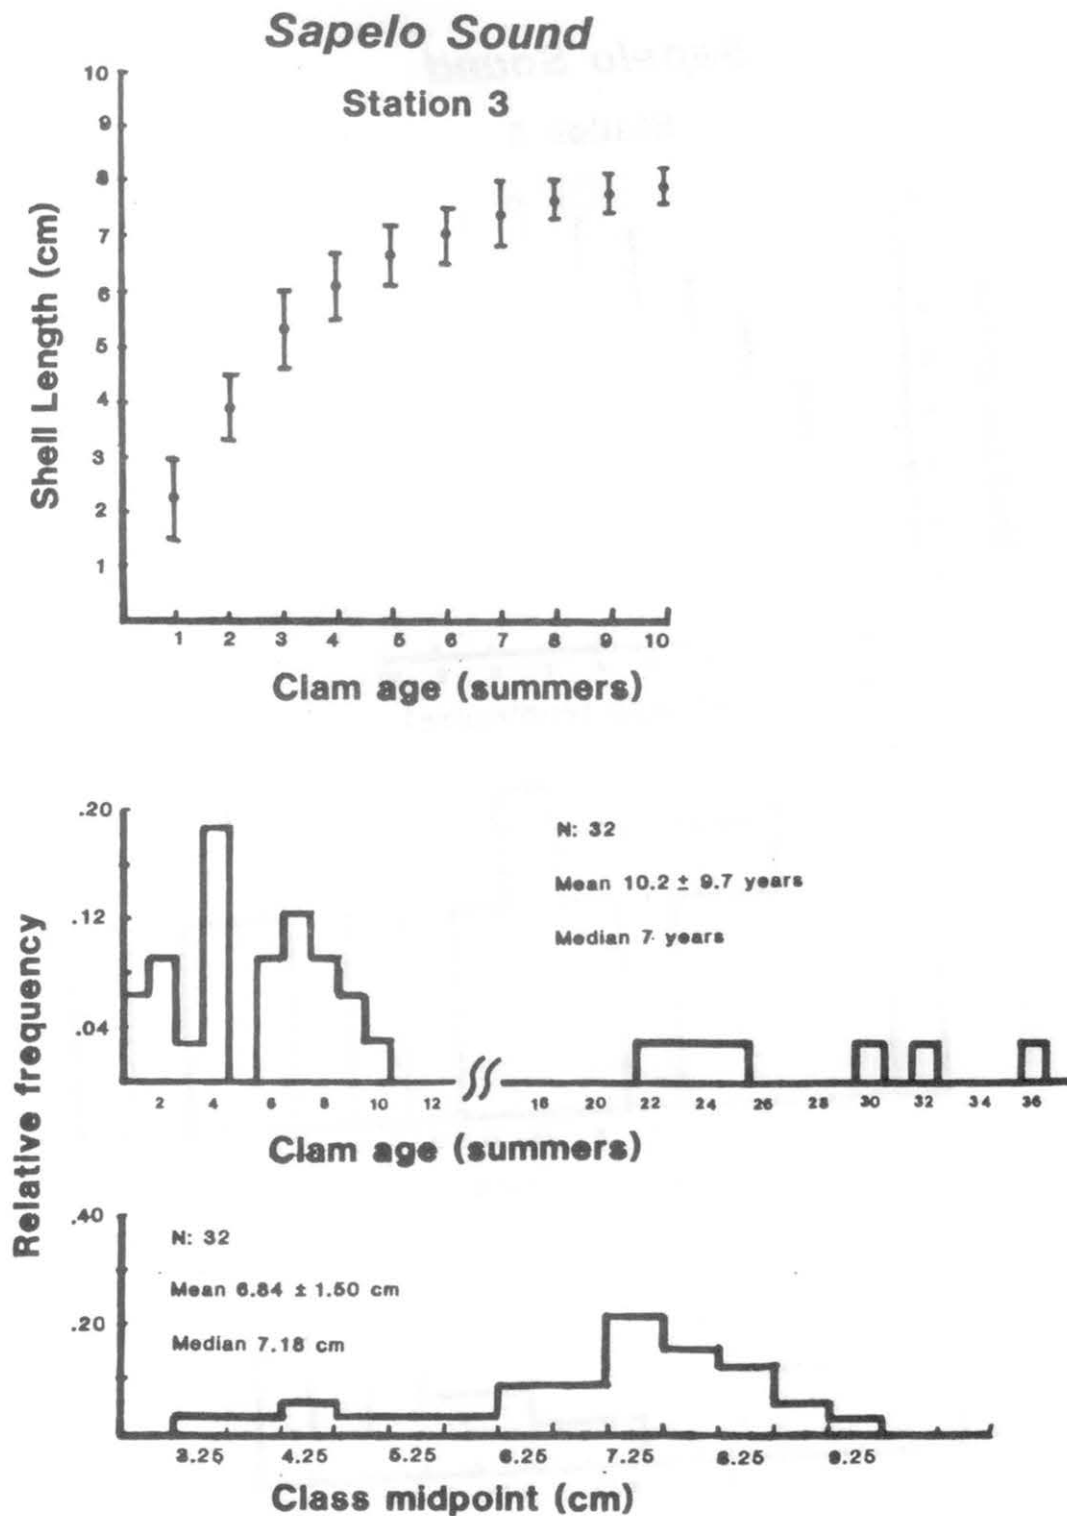 Sapelo Sound
Station 3
10
9
8
7
6
5
4
3
2
1
Shell Length (cm)
1 2 3 4 5 6 7 8 9 10
Clam age (summers)
.20
.12
.04
N: 32
Mean 10.2 ± 9.7 years
Median 7 years
2 4 6 8 10 12 18 20 22 24 26 28 30 32 34 36
Clam age (summers)
Relative frequency
.40
.20
N: 32
Mean 6.84 ± 1.50 cm
Median 7.18 cm
3.25 4.25 5.25 6.25 7.25 8.25 9.25
Class midpoint (cm)